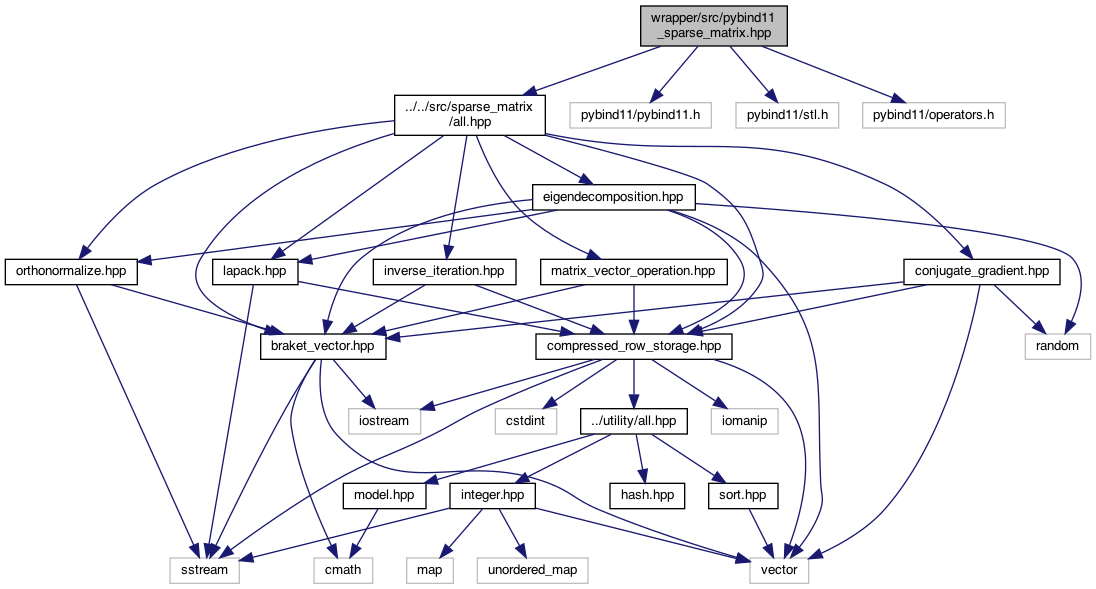 wrapper/src/pybind11
_sparse_matrix.hpp
../../src/sparse_matrix
/all.hpp
pybind11/pybind11.h
pybind11/stl.h
pybind11/operators.h
eigendecomposition.hpp
orthonormalize.hpp
lapack.hpp
inverse_iteration.hpp
matrix_vector_operation.hpp
conjugate_gradient.hpp
braket_vector.hpp
compressed_row_storage.hpp
random
iostream
cstdint
../utility/all.hpp
iomanip
model.hpp
integer.hpp
hash.hpp
sort.hpp
sstream
cmath
map
unordered_map
vector